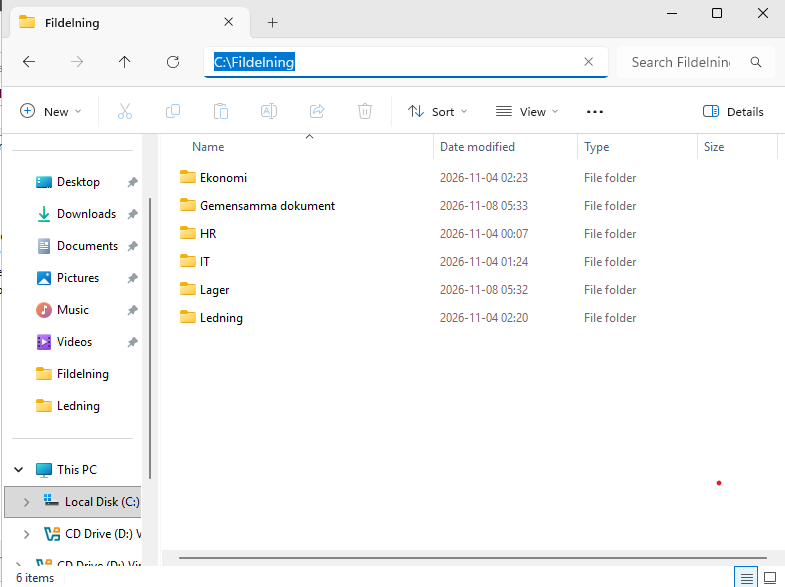 Fildelning
C:\Fildelning
Search Fildelnin
New
Sort
View
Details
Name Date modified Type Size
Desktop
Downloads
Documents
Pictures
Music
Videos
Fildelning
Ledning
This PC
Local Disk (C:)
CD Drive (D:) V
CD Drive (D:) Vir
Ekonomi 2026-11-04 02:23 File folder
Gemensamma dokument 2026-11-08 05:33 File folder
HR 2026-11-04 00:07 File folder
IT 2026-11-04 01:24 File folder
Lager 2026-11-08 05:32 File folder
Ledning 2026-11-04 02:20 File folder
6 items